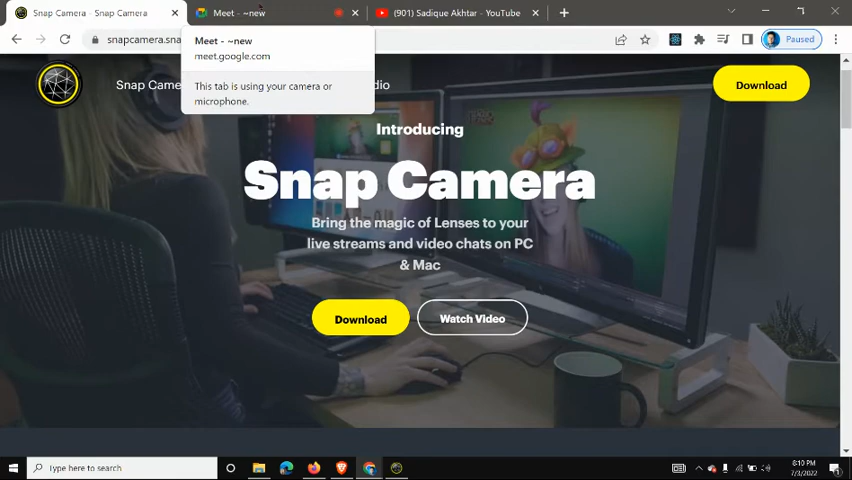 Snap Camera - Snap Camera
Meet - ~new
(901) Sadique Akhtar - YouTube
snapcamera.sna
Paused
Meet - ~new
meet.google.com
This tab is using your camera or
microphone.
Snap Came
dio
Download
Introducing
Snap Camera
Bring the magic of Lenses to your
live streams and video chats on PC
& Mac
Download
Watch Video
Type here to search
8:10 PM
7/3/2022